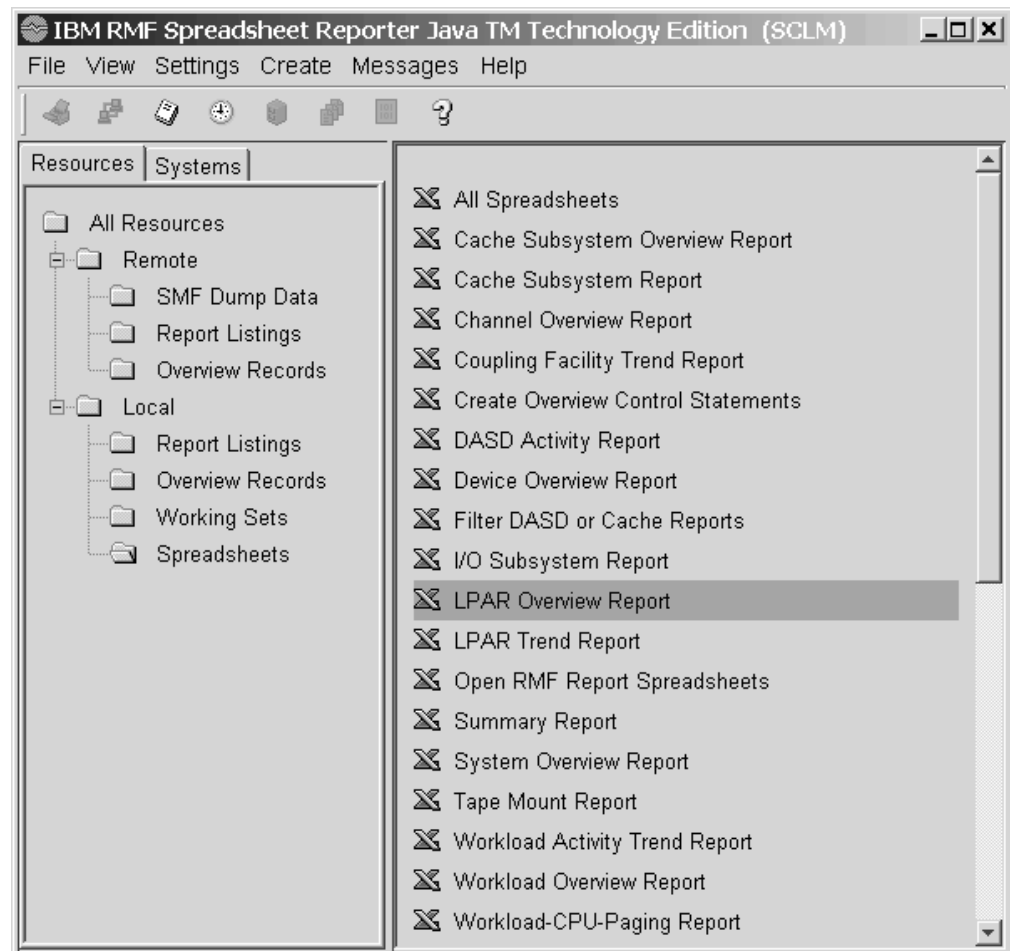 IBM RMF Spreadsheet Reporter Java TM Technology Edition (SCLM)
File View Settings Create Messages Help
Resources Systems
All Resources
Remote
SMF Dump Data
Report Listings
Overview Records
Local
Report Listings
Overview Records
Working Sets
Spreadsheets
All Spreadsheets
Cache Subsystem Overview Report
Cache Subsystem Report
Channel Overview Report
Coupling Facility Trend Report
Create Overview Control Statements
DASD Activity Report
Device Overview Report
Filter DASD or Cache Reports
I/O Subsystem Report
LPAR Overview Report
LPAR Trend Report
Open RMF Report Spreadsheets
Summary Report
System Overview Report
Tape Mount Report
Workload Activity Trend Report
Workload Overview Report
Workload-CPU-Paging Report